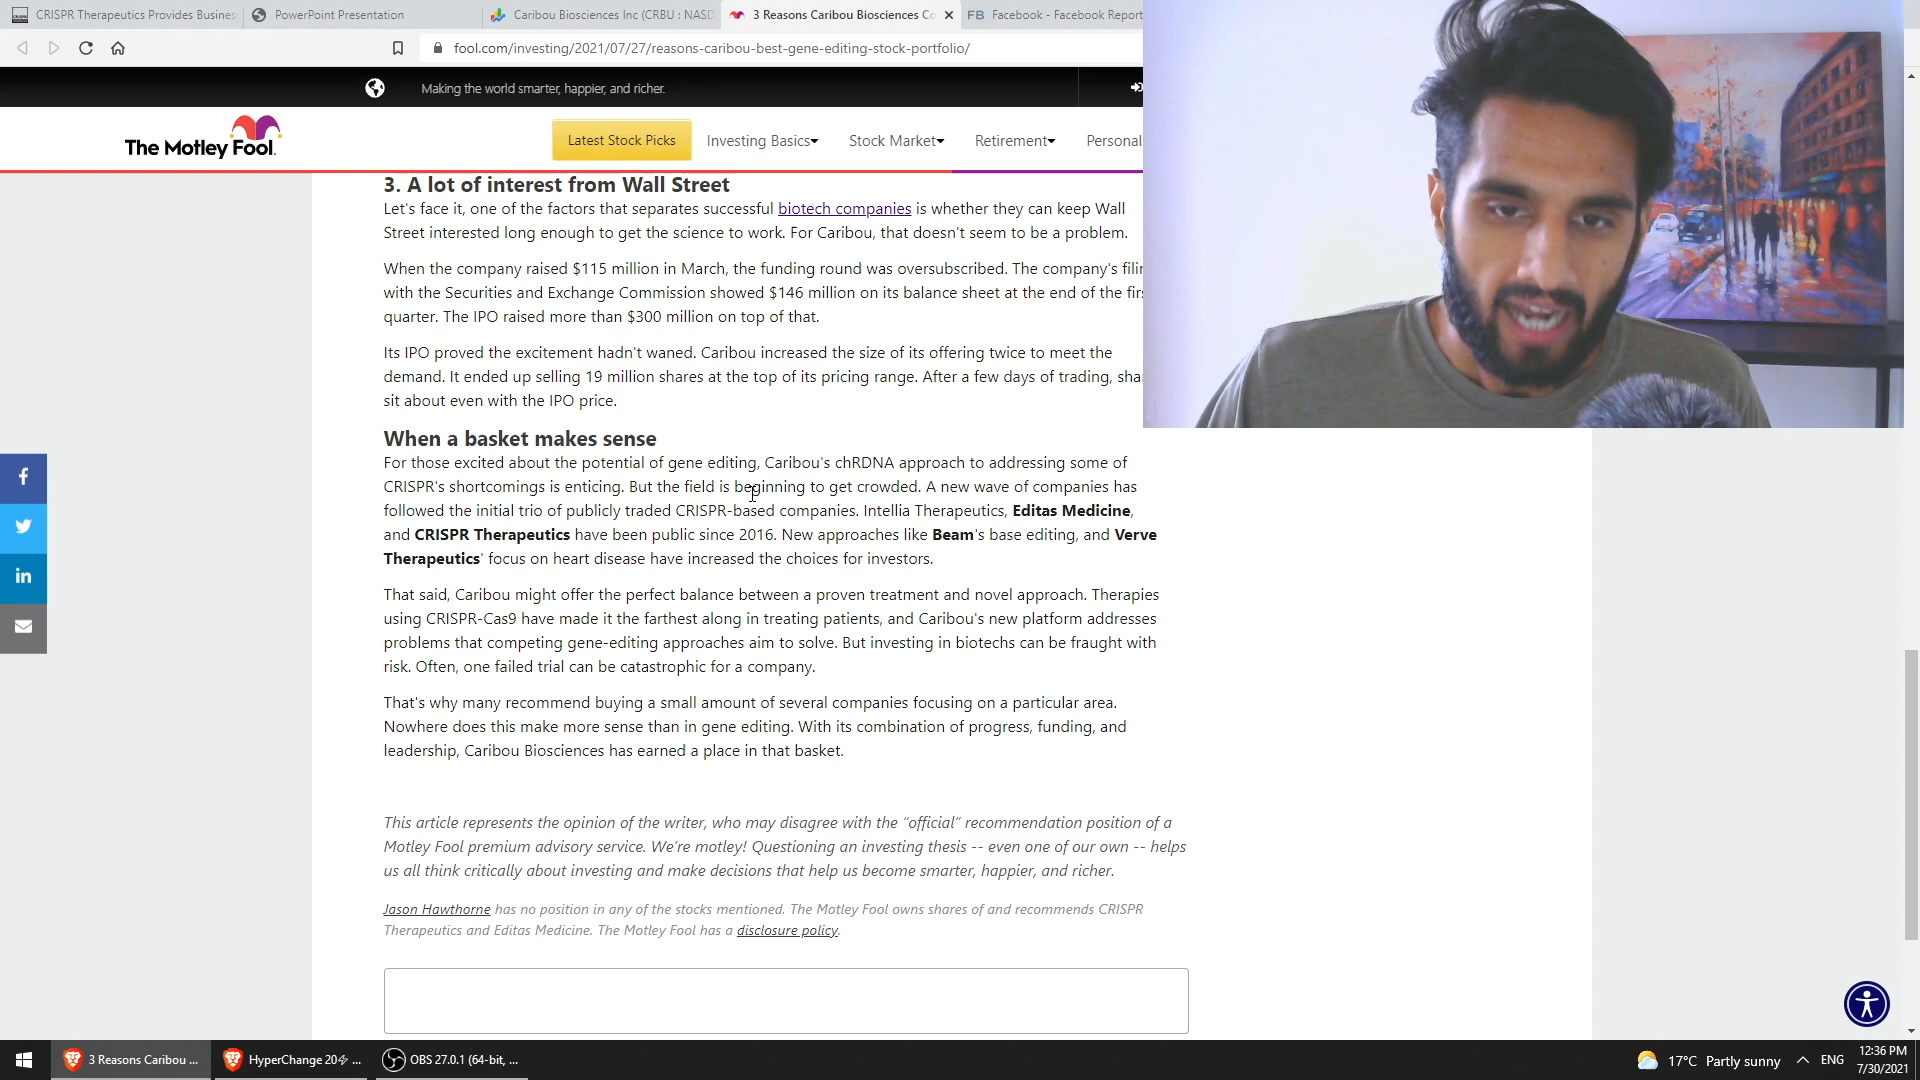 CRISPR Therapeutics Provides Busines
PowerPoint Presentation
Caribou Biosciences Inc (CRBU : NASD
3 Reasons Caribou Biosciences Co
FB Facebook - Facebook Report
fool.com/investing/2021/07/27/reasons-caribou-best-gene-editing-stock-portfolio/
Making the world smarter, happier, and richer.
The Motley Fool.
Latest Stock Picks
Investing Basics
Stock Market
Retirement
Personal
3. A lot of interest from Wall Street
Let's face it, one of the factors that separates successful biotech companies is whether they can keep Wall
Street interested long enough to get the science to work. For Caribou, that doesn't seem to be a problem.
When the company raised $115 million in March, the funding round was oversubscribed. The company's filin
with the Securities and Exchange Commission showed $146 million on its balance sheet at the end of the firs
quarter. The IPO raised more than $300 million on top of that.
Its IPO proved the excitement hadn't waned. Caribou increased the size of its offering twice to meet the
demand. It ended up selling 19 million shares at the top of its pricing range. After a few days of trading, sha
sit about even with the IPO price.
When a basket makes sense
For those excited about the potential of gene editing, Caribou's chRDNA approach to addressing some of
CRISPR's shortcomings is enticing. But the field is beginning to get crowded. A new wave of companies has
followed the initial trio of publicly traded CRISPR-based companies. Intellia Therapeutics, Editas Medicine,
and CRISPR Therapeutics have been public since 2016. New approaches like Beam's base editing, and Verve
Therapeutics' focus on heart disease have increased the choices for investors.
That said, Caribou might offer the perfect balance between a proven treatment and novel approach. Therapies
using CRISPR-Cas9 have made it the farthest along in treating patients, and Caribou's new platform addresses
problems that competing gene-editing approaches aim to solve. But investing in biotechs can be fraught with
risk. Often, one failed trial can be catastrophic for a company.
That's why many recommend buying a small amount of several companies focusing on a particular area.
Nowhere does this make more sense than in gene editing. With its combination of progress, funding, and
leadership, Caribou Biosciences has earned a place in that basket.
This article represents the opinion of the writer, who may disagree with the “official” recommendation position of a
Motley Fool premium advisory service. We’re motley! Questioning an investing thesis -- even one of our own -- helps
us all think critically about investing and make decisions that help us become smarter, happier, and richer.
Jason Hawthorne has no position in any of the stocks mentioned. The Motley Fool owns shares of and recommends CRISPR
Therapeutics and Editas Medicine. The Motley Fool has a disclosure policy.
3 Reasons Caribou ...
HyperChange 20⚡ ...
OBS 27.0.1 (64-bit, ...
17°C Partly sunny
ENG
12:36 PM
7/30/2021